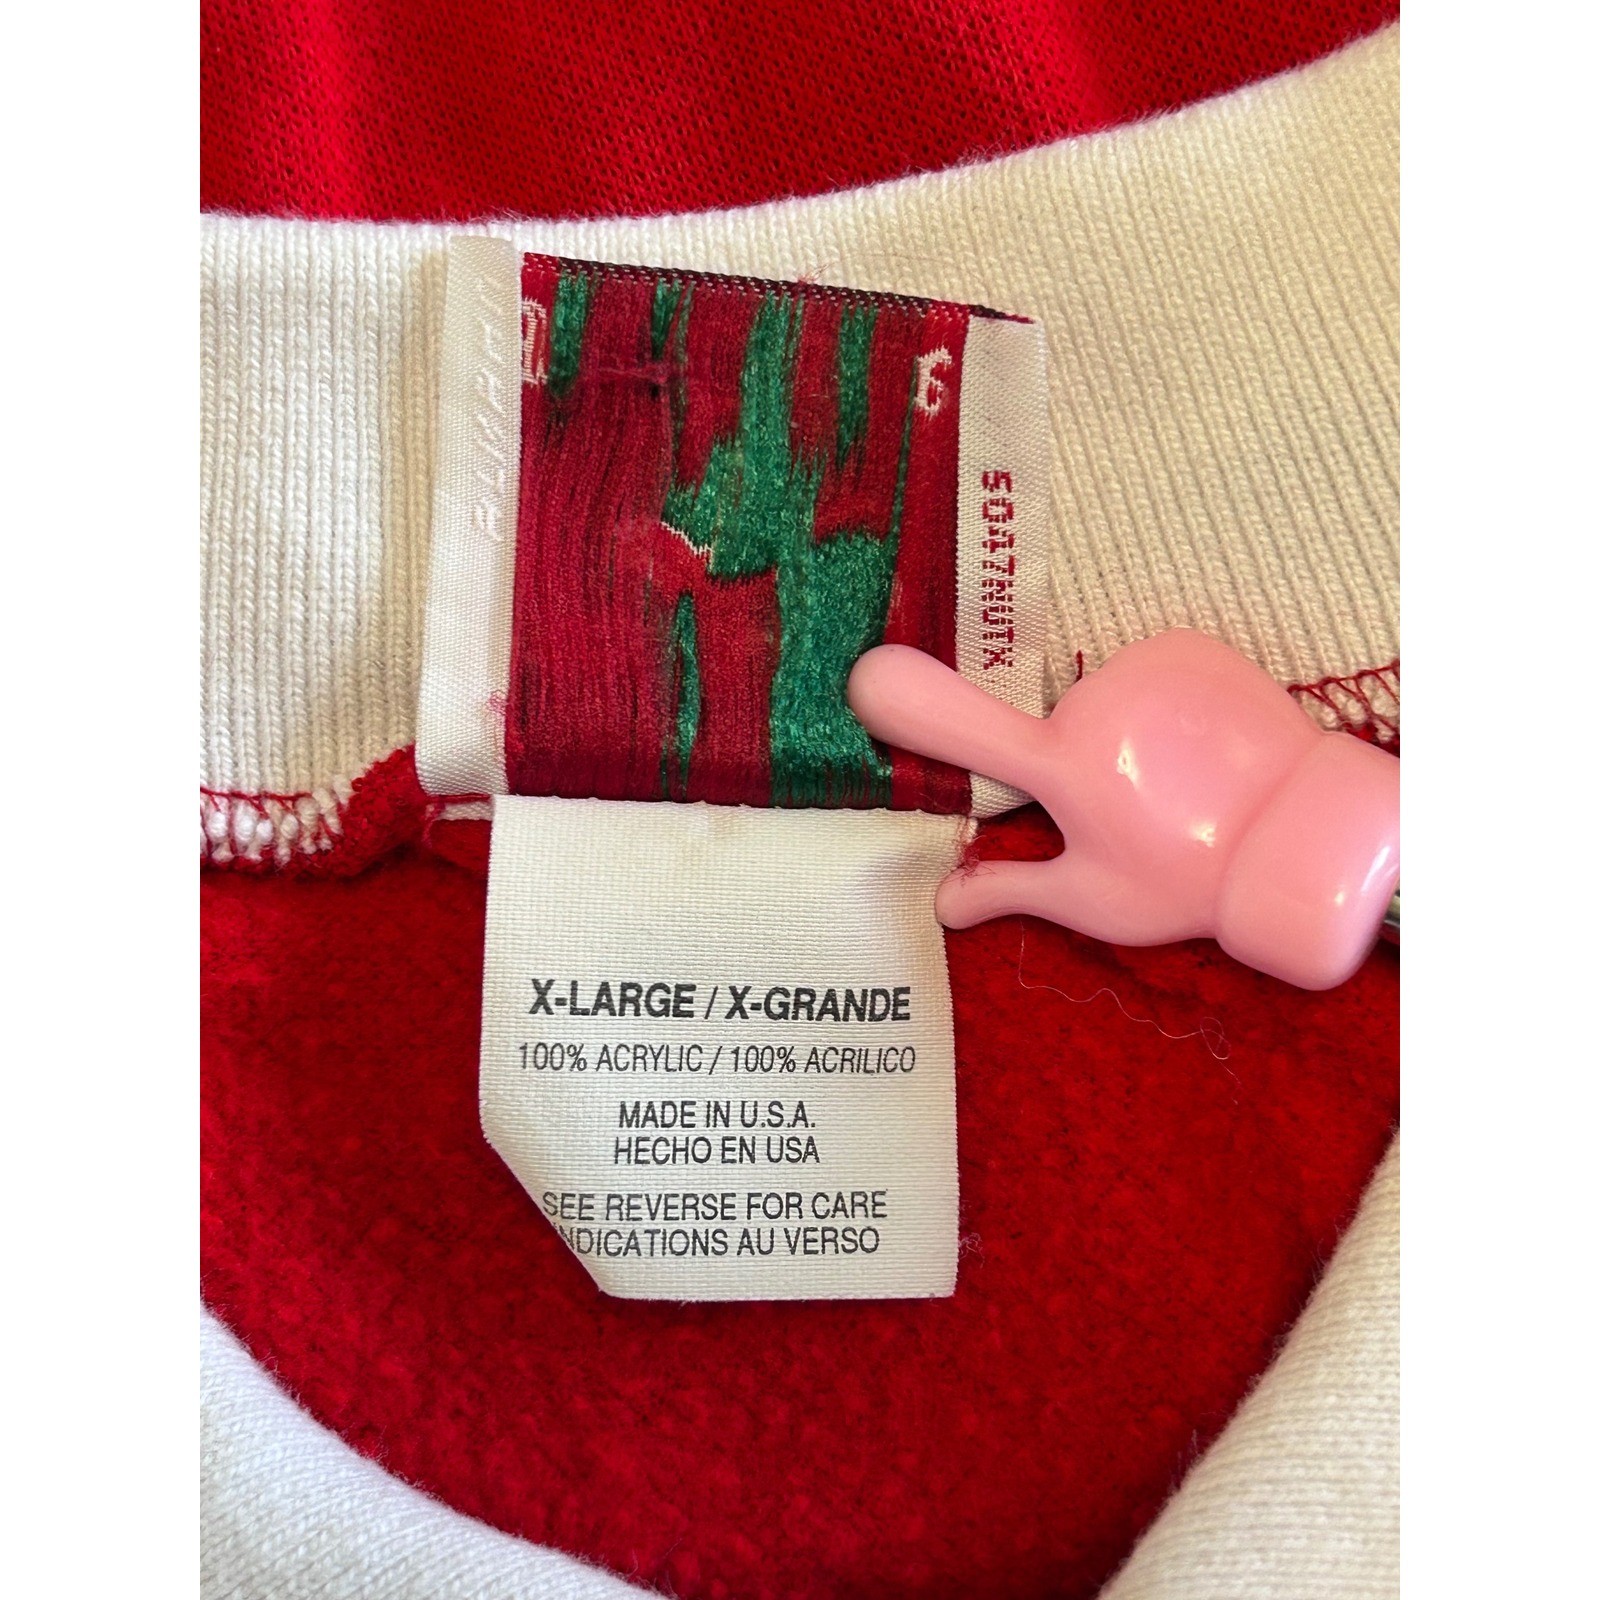 X-LARGE / X-GRANDE
100% ACRYLIC / 100% ACRILICO
MADE IN U.S.A.
HECHO EN USA
SEE REVERSE FOR CARE
INDICATIONS AU VERSO